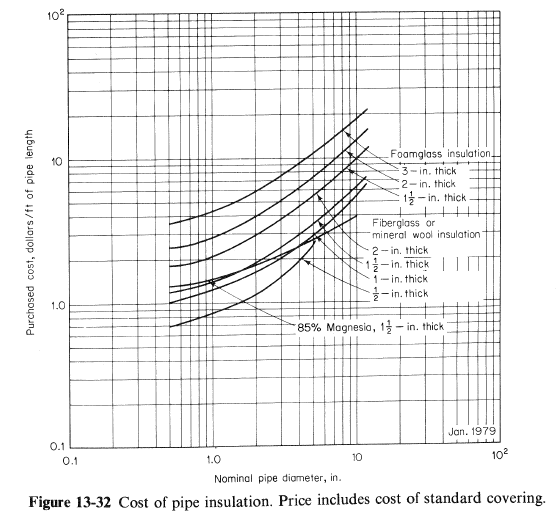 10²
10
1.0
0.1
Purchased cost, dollars/ft of pipe length
Foamglass insulation
3-in. thick
2-in. thick
1½-in. thick
Fiberglass or
mineral wool insulation
2-in. thick
1½-in. thick
1-in. thick
½-in. thick
85% Magnesia, 1½-in. thick
Jan. 1979
0.1 1.0 10 10²
Nominal pipe diameter, in.
Figure 13-32 Cost of pipe insulation. Price includes cost of standard covering.